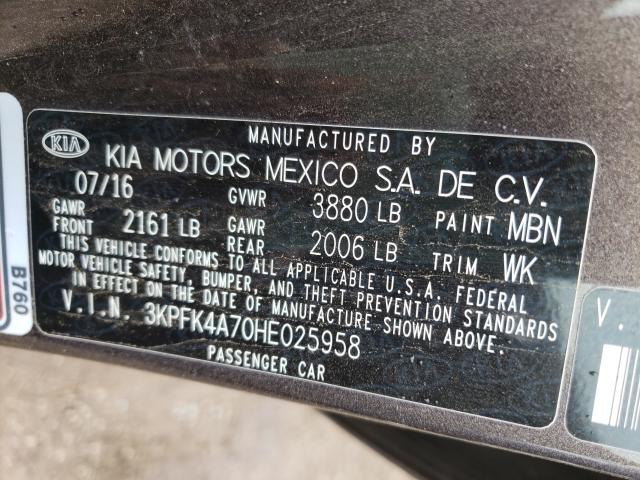 MANUFACTURED BY
KIA KIA MOTORS MEXICO S.A. DE C.V.
07/16 GVWR 3880 LB PAINT MBN
GAWR FRONT 2161 LB GAWR REAR 2006 LB TRIM WK
THIS VEHICLE CONFORMS TO ALL APPLICABLE U.S.A. FEDERAL
MOTOR VEHICLE SAFETY, BUMPER, AND THEFT PREVENTION STANDARDS
IN EFFECT ON THE DATE OF MANUFACTURE SHOWN ABOVE.
V.I.N. 3KPFK4A70HE025958
PASSENGER CAR
B760
V.